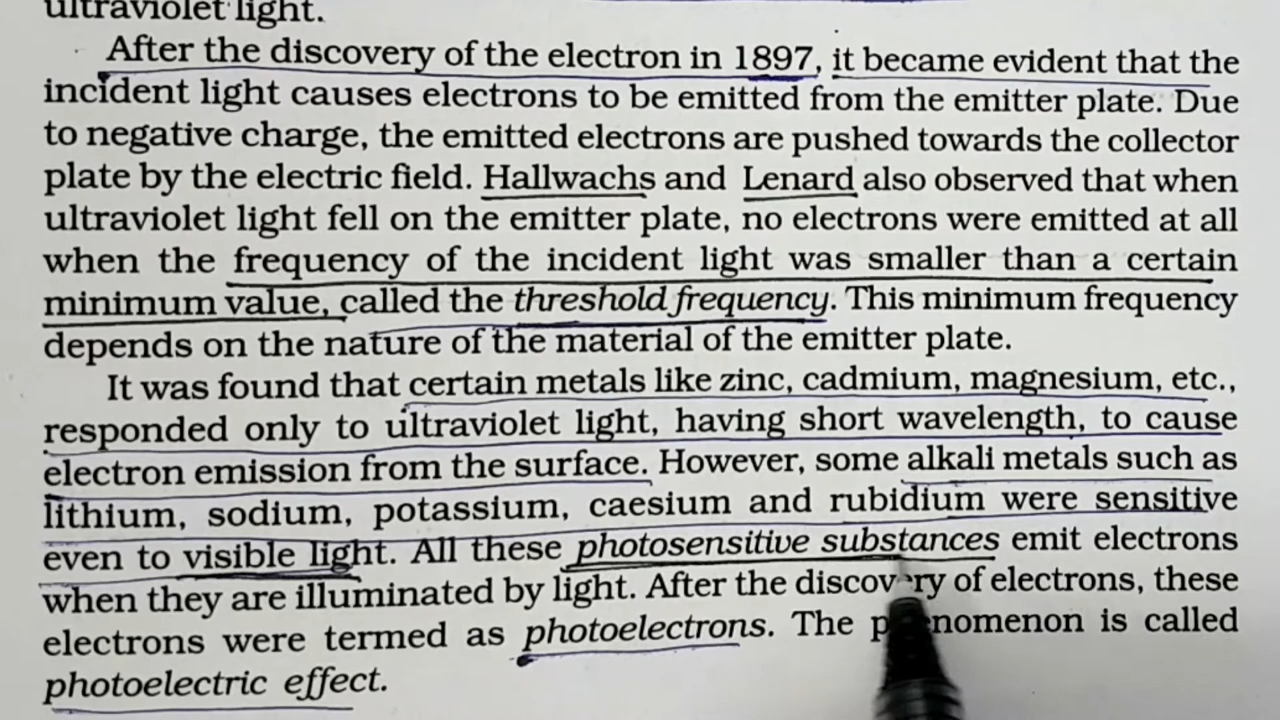 ultraviolet light.
After the discovery of the electron in 1897, it became evident that the
incident light causes electrons to be emitted from the emitter plate. Due
to negative charge, the emitted electrons are pushed towards the collector
plate by the electric field. Hallwachs and Lenard also observed that when
ultraviolet light fell on the emitter plate, no electrons were emitted at all
when the frequency of the incident light was smaller than a certain
minimum value, called the threshold frequency. This minimum frequency
depends on the nature of the material of the emitter plate.
It was found that certain metals like zinc, cadmium, magnesium, etc.,
responded only to ultraviolet light, having short wavelength, to cause
electron emission from the surface. However, some alkali metals such as
lithium, sodium, potassium, caesium and rubidium were sensitive
even to visible light. All these photosensitive substances emit electrons
when they are illuminated by light. After the discovery of electrons, these
electrons were termed as photoelectrons. The phenomenon is called
photoelectric effect.